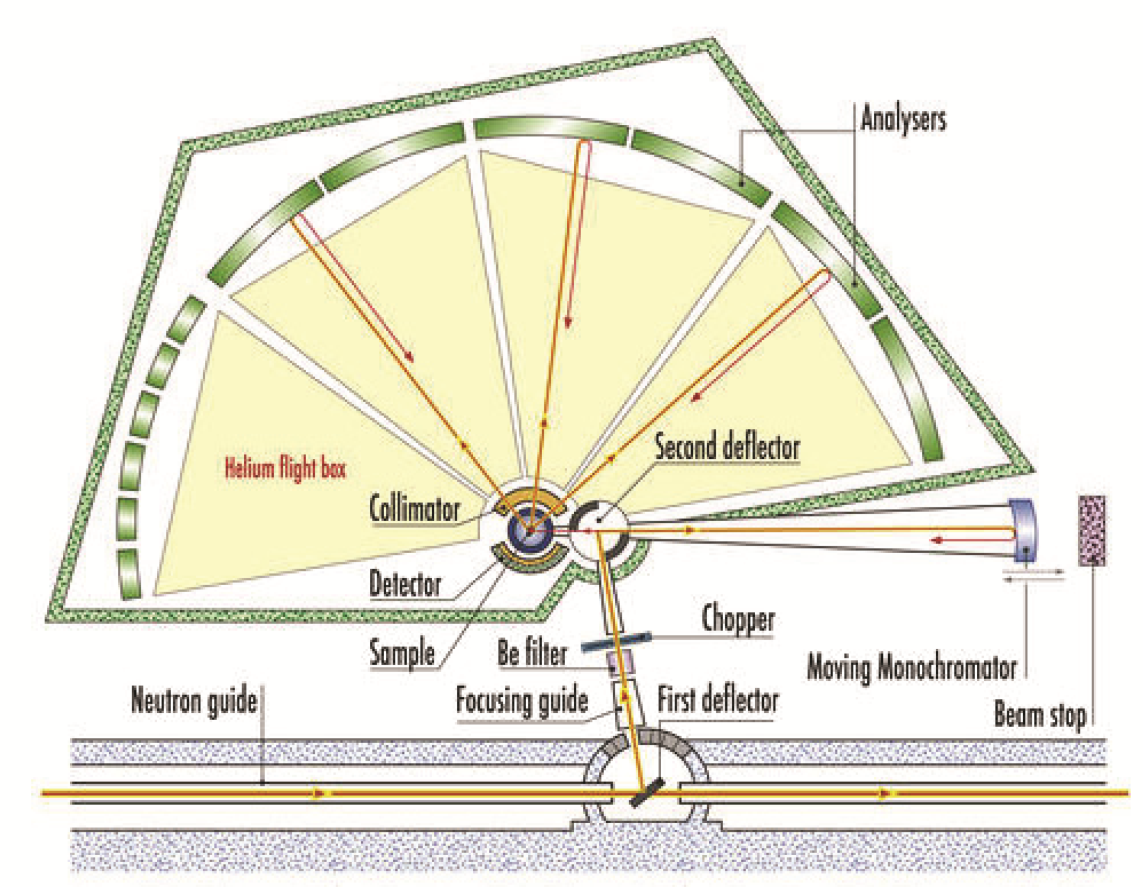 Analysers
Second deflector
Helium flight box
Collimator
Detector
Chopper
Sample
Be filter
Moving Monochromator
Neutron guide
Focusing guide
First deflector
Beam stop